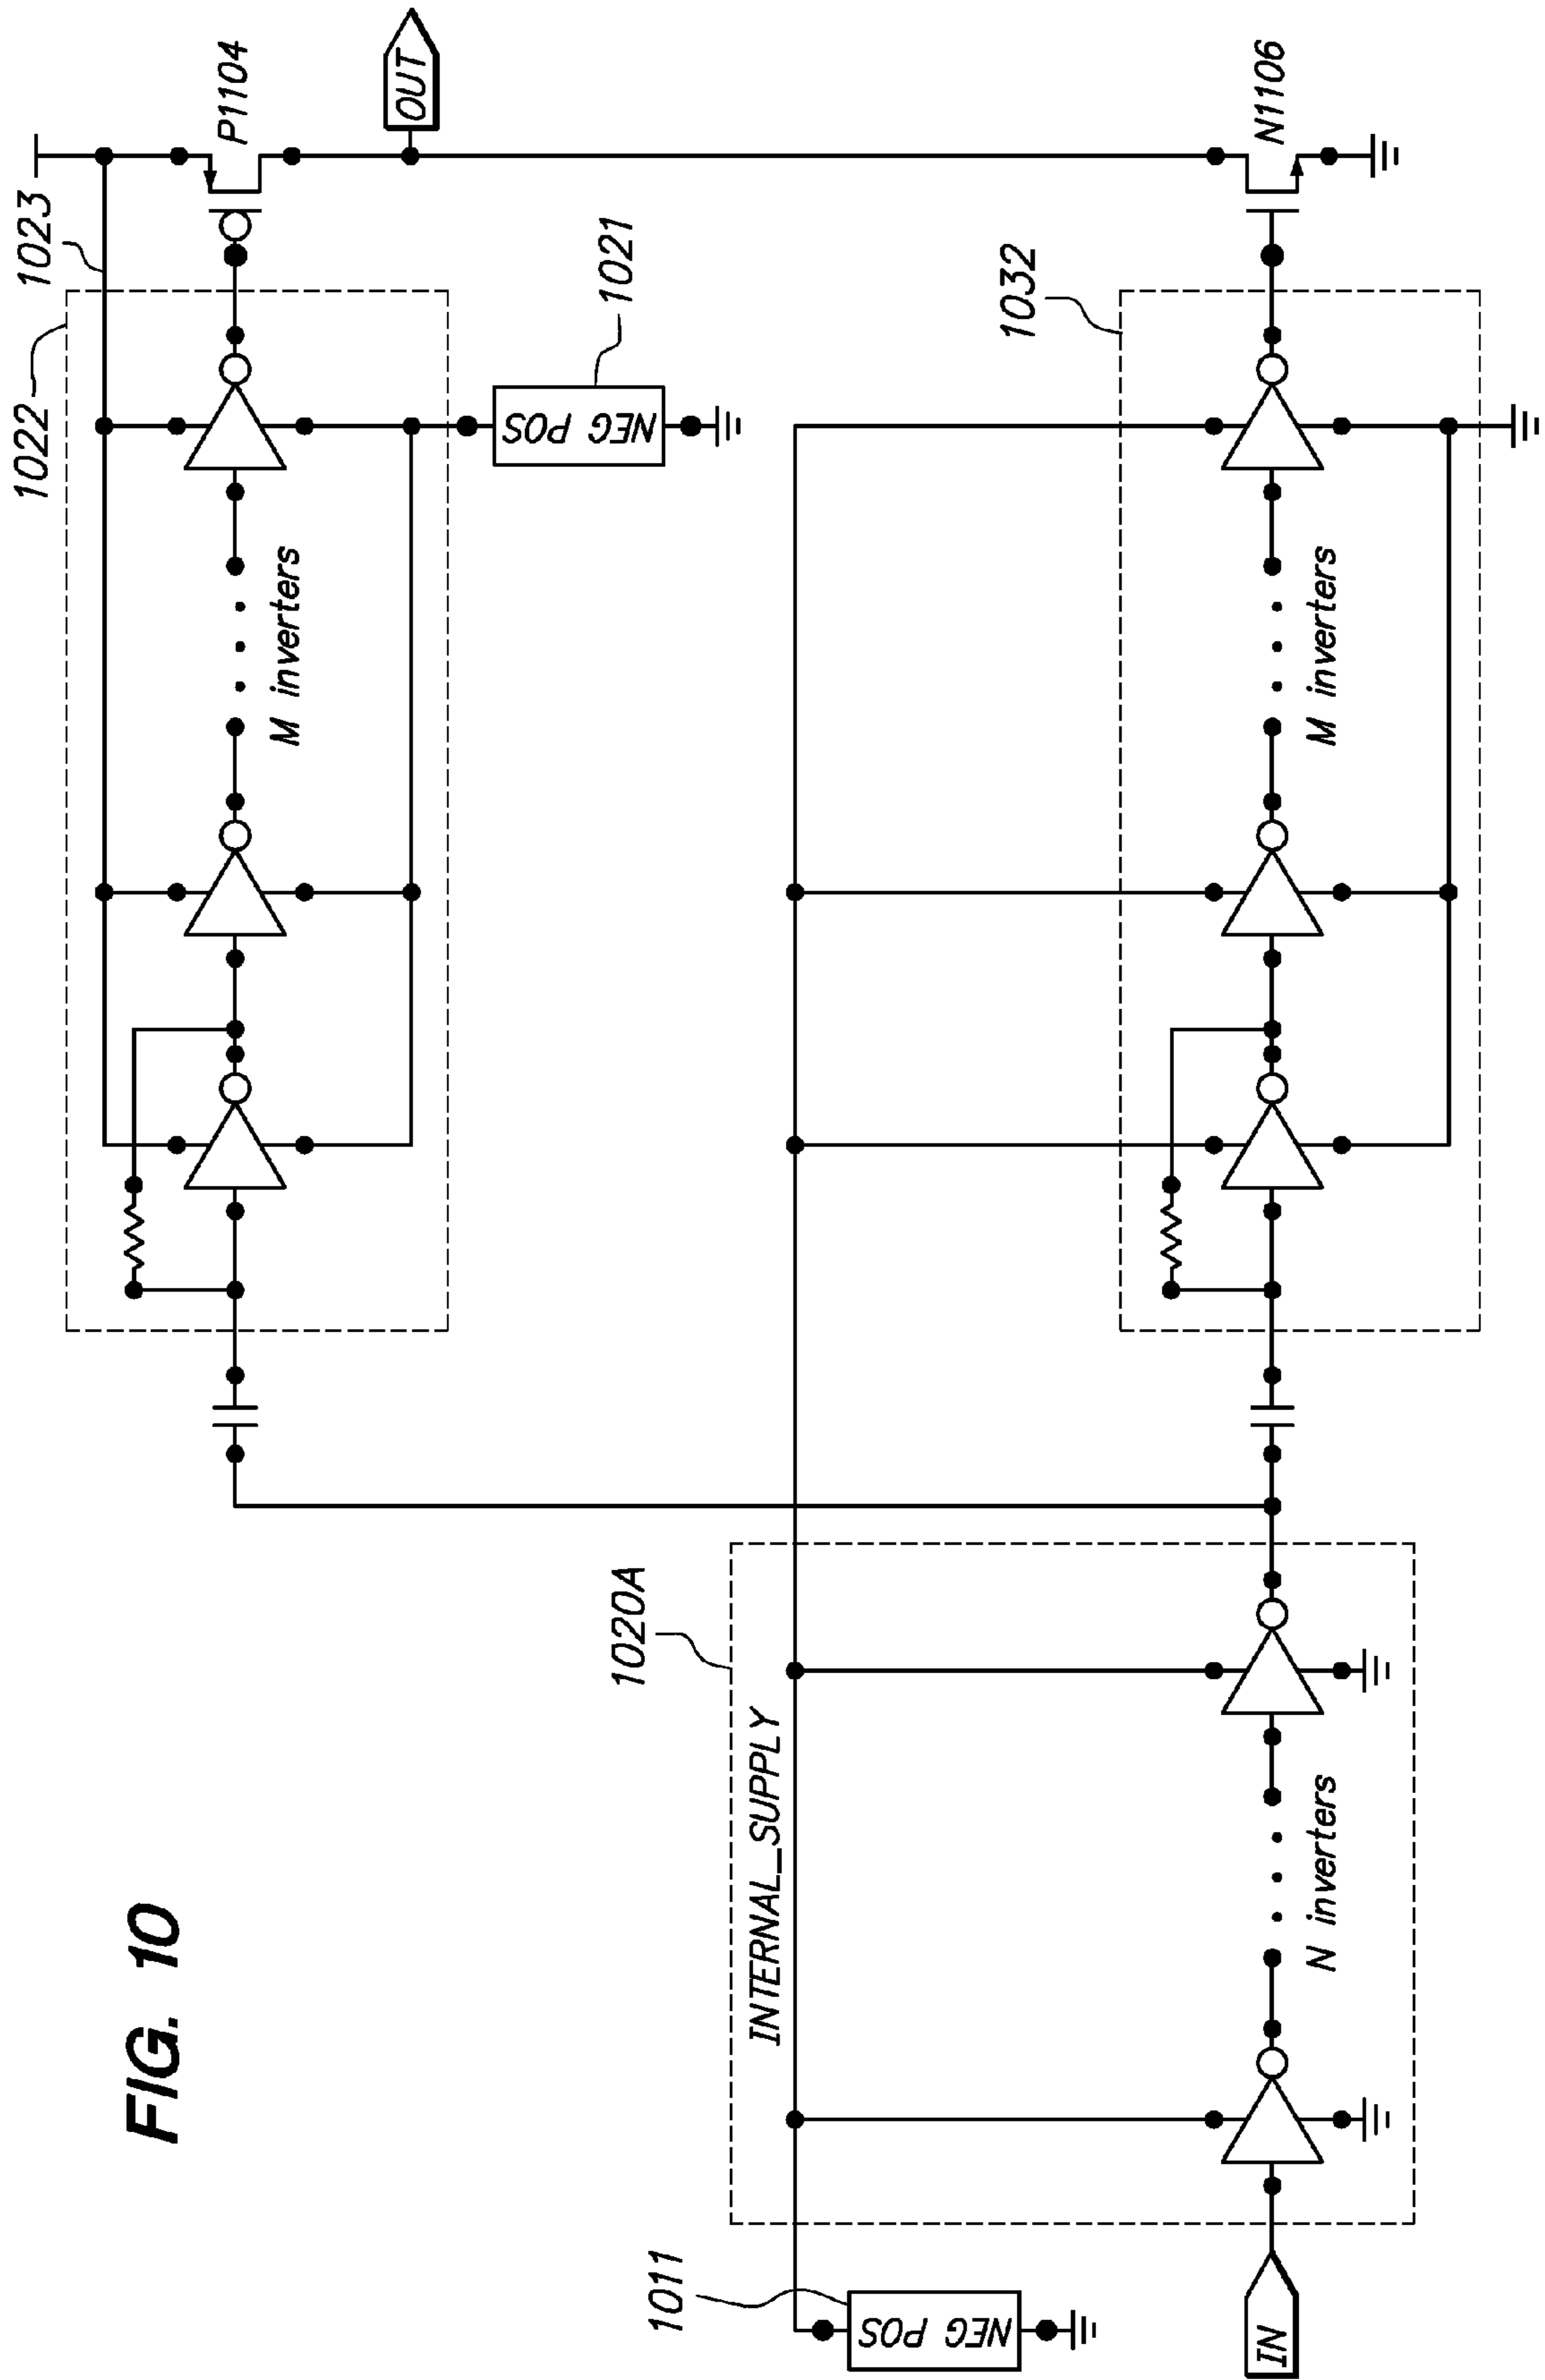 FIG. 10
1022
1023
P1104
OUT
M inverters
1021
NEG POS
1032
N1106
M inverters
1020A
INTERNAL_SUPPLY
N inverters
1011
NEG POS
IN